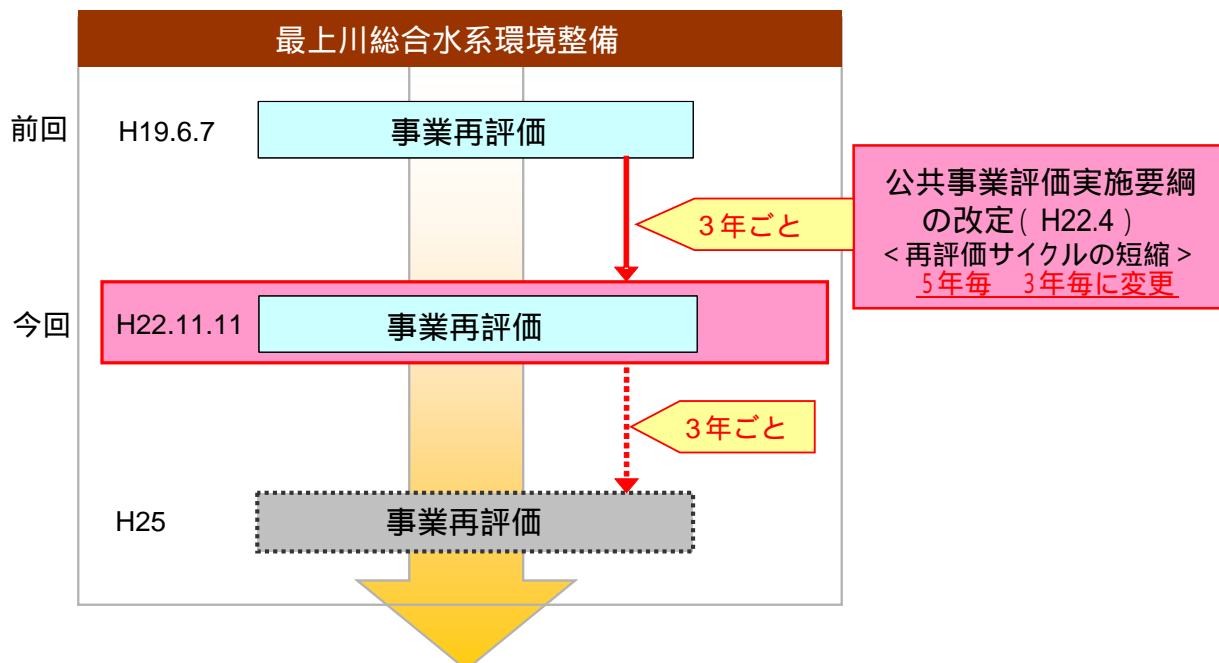 最上川総合水系環境整備
前回
H19.6.7
事業再評価
3年ごと
公共事業評価実施要綱
の改定( H22.4 )
<再評価サイクルの短縮>
5年毎　3年毎に変更
今回
H22.11.11
事業再評価
3年ごと
H25
事業再評価